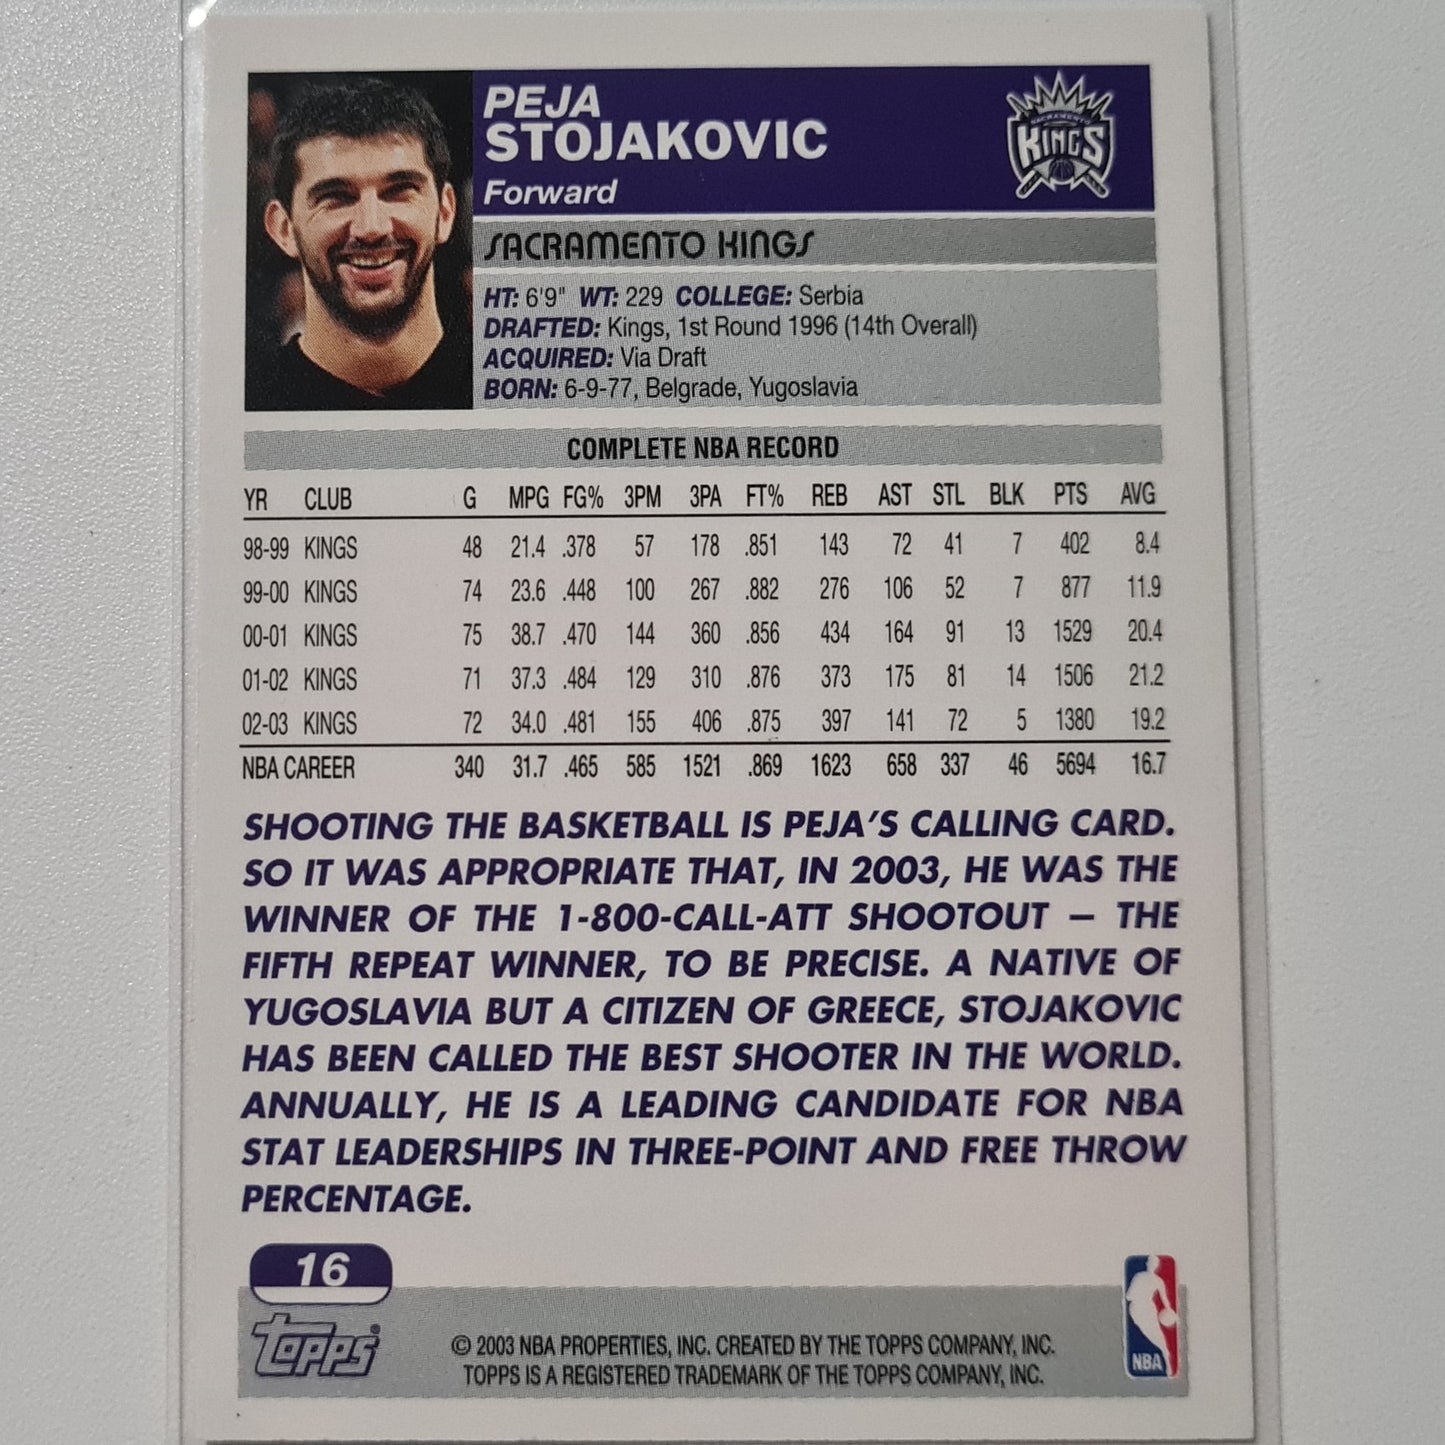 PEJA
STOJAKOVIC
Forward
SACRAMENTO KINGS
SACRAMENTO KINGS
HT: 6'9" WT: 229 COLLEGE: Serbia
DRAFTED: Kings, 1st Round 1996 (14th Overall)
ACQUIRED: Via Draft
BORN: 6-9-77, Belgrade, Yugoslavia
COMPLETE NBA RECORD
YR CLUB G MPG FG% 3PM 3PA FT% REB AST STL BLK PTS AVG
98-99 KINGS 48 21.4 .378 57 178 .851 143 72 41 7 402 8.4
99-00 KINGS 74 23.6 .448 100 267 .882 276 106 52 7 877 11.9
00-01 KINGS 75 38.7 .470 144 360 .856 434 164 91 13 1529 20.4
01-02 KINGS 71 37.3 .484 129 310 .876 373 175 81 14 1506 21.2
02-03 KINGS 72 34.0 .481 155 406 .875 397 141 72 5 1380 19.2
NBA CAREER 340 31.7 .465 585 1521 .869 1623 658 337 46 5694 16.7
SHOOTING THE BASKETBALL IS PEJA'S CALLING CARD.
SO IT WAS APPROPRIATE THAT, IN 2003, HE WAS THE
WINNER OF THE 1-800-CALL-ATT SHOOTOUT – THE
FIFTH REPEAT WINNER, TO BE PRECISE. A NATIVE OF
YUGOSLAVIA BUT A CITIZEN OF GREECE, STOJAKOVIC
HAS BEEN CALLED THE BEST SHOOTER IN THE WORLD.
ANNUALLY, HE IS A LEADING CANDIDATE FOR NBA
STAT LEADERSHIPS IN THREE-POINT AND FREE THROW
PERCENTAGE.
16
TOPPS®
© 2003 NBA PROPERTIES, INC. CREATED BY THE TOPPS COMPANY, INC.
TOPPS IS A REGISTERED TRADEMARK OF THE TOPPS COMPANY, INC.
NBA